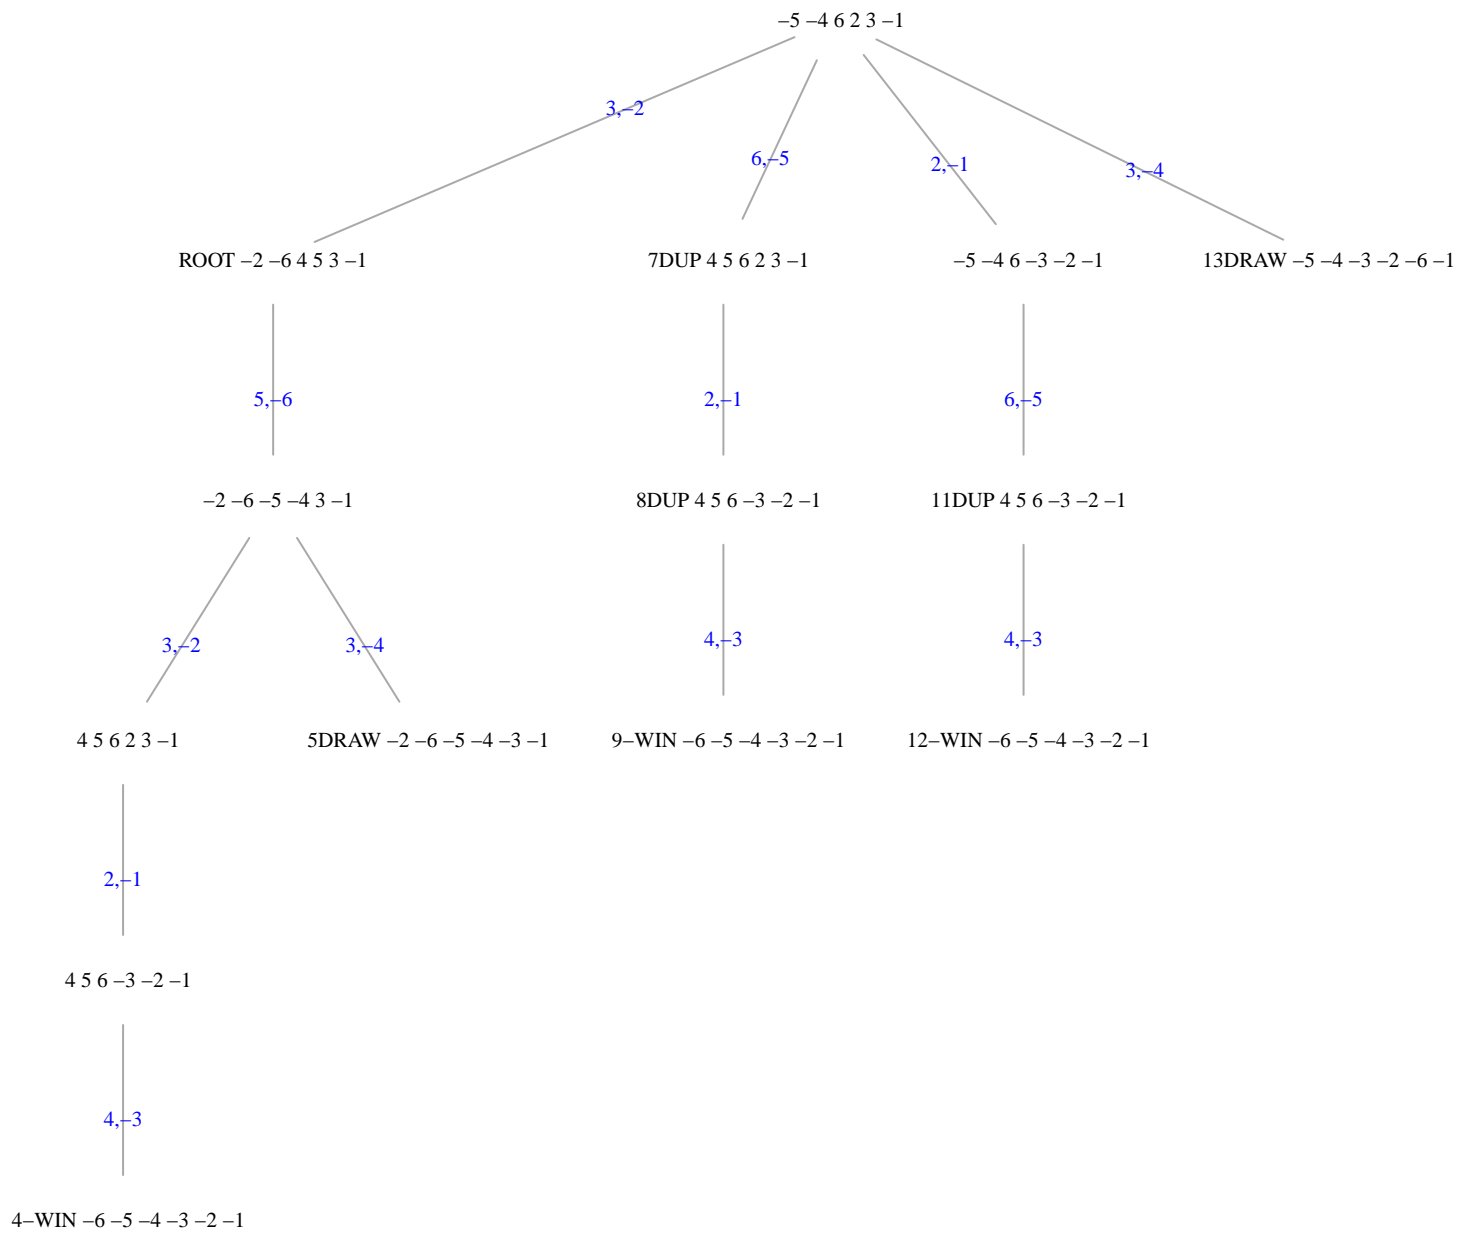 –5 –4 6 2 3 –1
3,–2
6,–5
2,–1
3,–4
ROOT –2 –6 4 5 3 –1
7DUP 4 5 6 2 3 –1
–5 –4 6 –3 –2 –1
13DRAW –5 –4 –3 –2 –6 –1
5,–6
2,–1
6,–5
–2 –6 –5 –4 3 –1
8DUP 4 5 6 –3 –2 –1
11DUP 4 5 6 –3 –2 –1
3,–2
3,–4
4,–3
4,–3
4 5 6 2 3 –1
5DRAW –2 –6 –5 –4 –3 –1
9–WIN –6 –5 –4 –3 –2 –1
12–WIN –6 –5 –4 –3 –2 –1
2,–1
4 5 6 –3 –2 –1
4,–3
4–WIN –6 –5 –4 –3 –2 –1